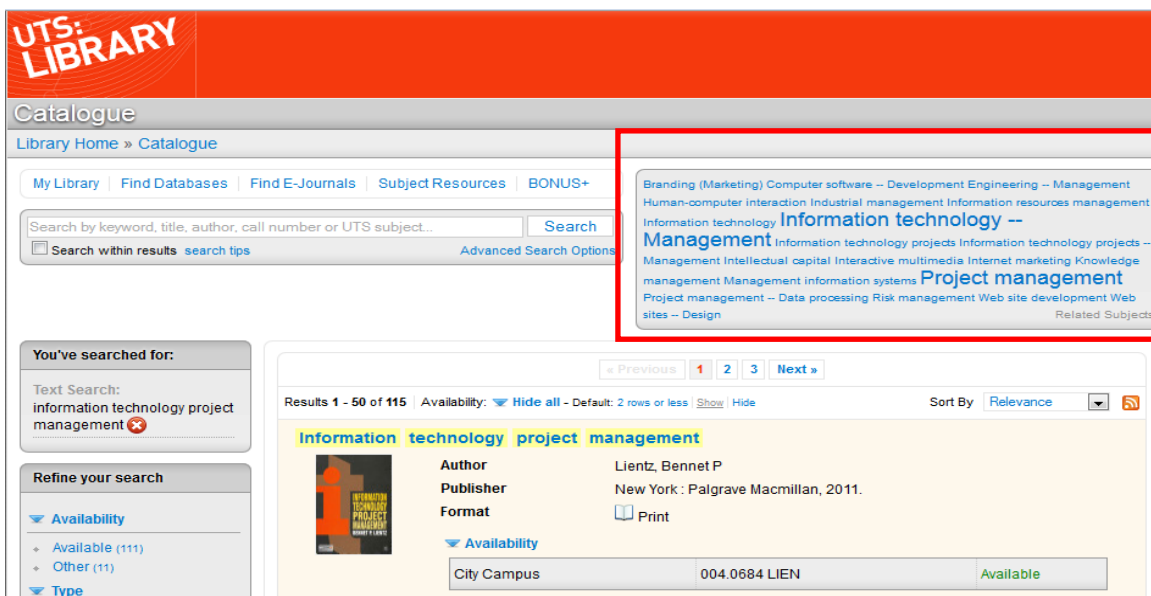 UTS:
LIBRARY
Catalogue
Library Home » Catalogue
My Library Find Databases Find E-Journals Subject Resources BONUS+
Search by keyword, title, author, call number or UTS subject... Search
Search within results search tips Advanced Search Options
Branding (Marketing) Computer software -- Development Engineering -- Management
Human-computer interaction Industrial management Information resources management
Information technology Information technology --
Management Information technology projects Information technology projects --
Management Intellectual capital Interactive multimedia Internet marketing Knowledge
management Management information systems Project management
Project management -- Data processing Risk management Web site development Web
sites -- Design Related Subjects
You've searched for:
Text Search:
information technology project
management
Refine your search
Availability
Available (111)
Other (11)
Type
« Previous 1 2 3 Next »
Results 1 - 50 of 115 Availability: Hide all - Default: 2 rows or less Show Hide Sort By Relevance
Information technology project management
INFORMATION
TECHNOLOGY
PROJECT
MANAGEMENT
BENNET P. LIENTZ
Author Lientz, Bennet P
Publisher New York : Palgrave Macmillan, 2011.
Format Print
Availability
City Campus 004.0684 LIEN Available